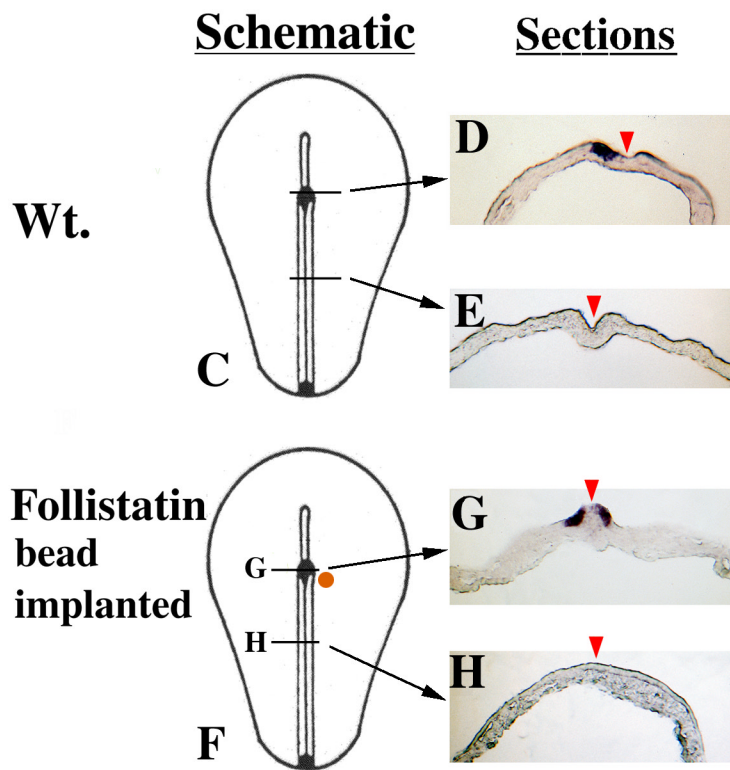 Schematic
Sections
D
Wt.
E
C
Follistatin
bead
implanted
G
G
H
H
F